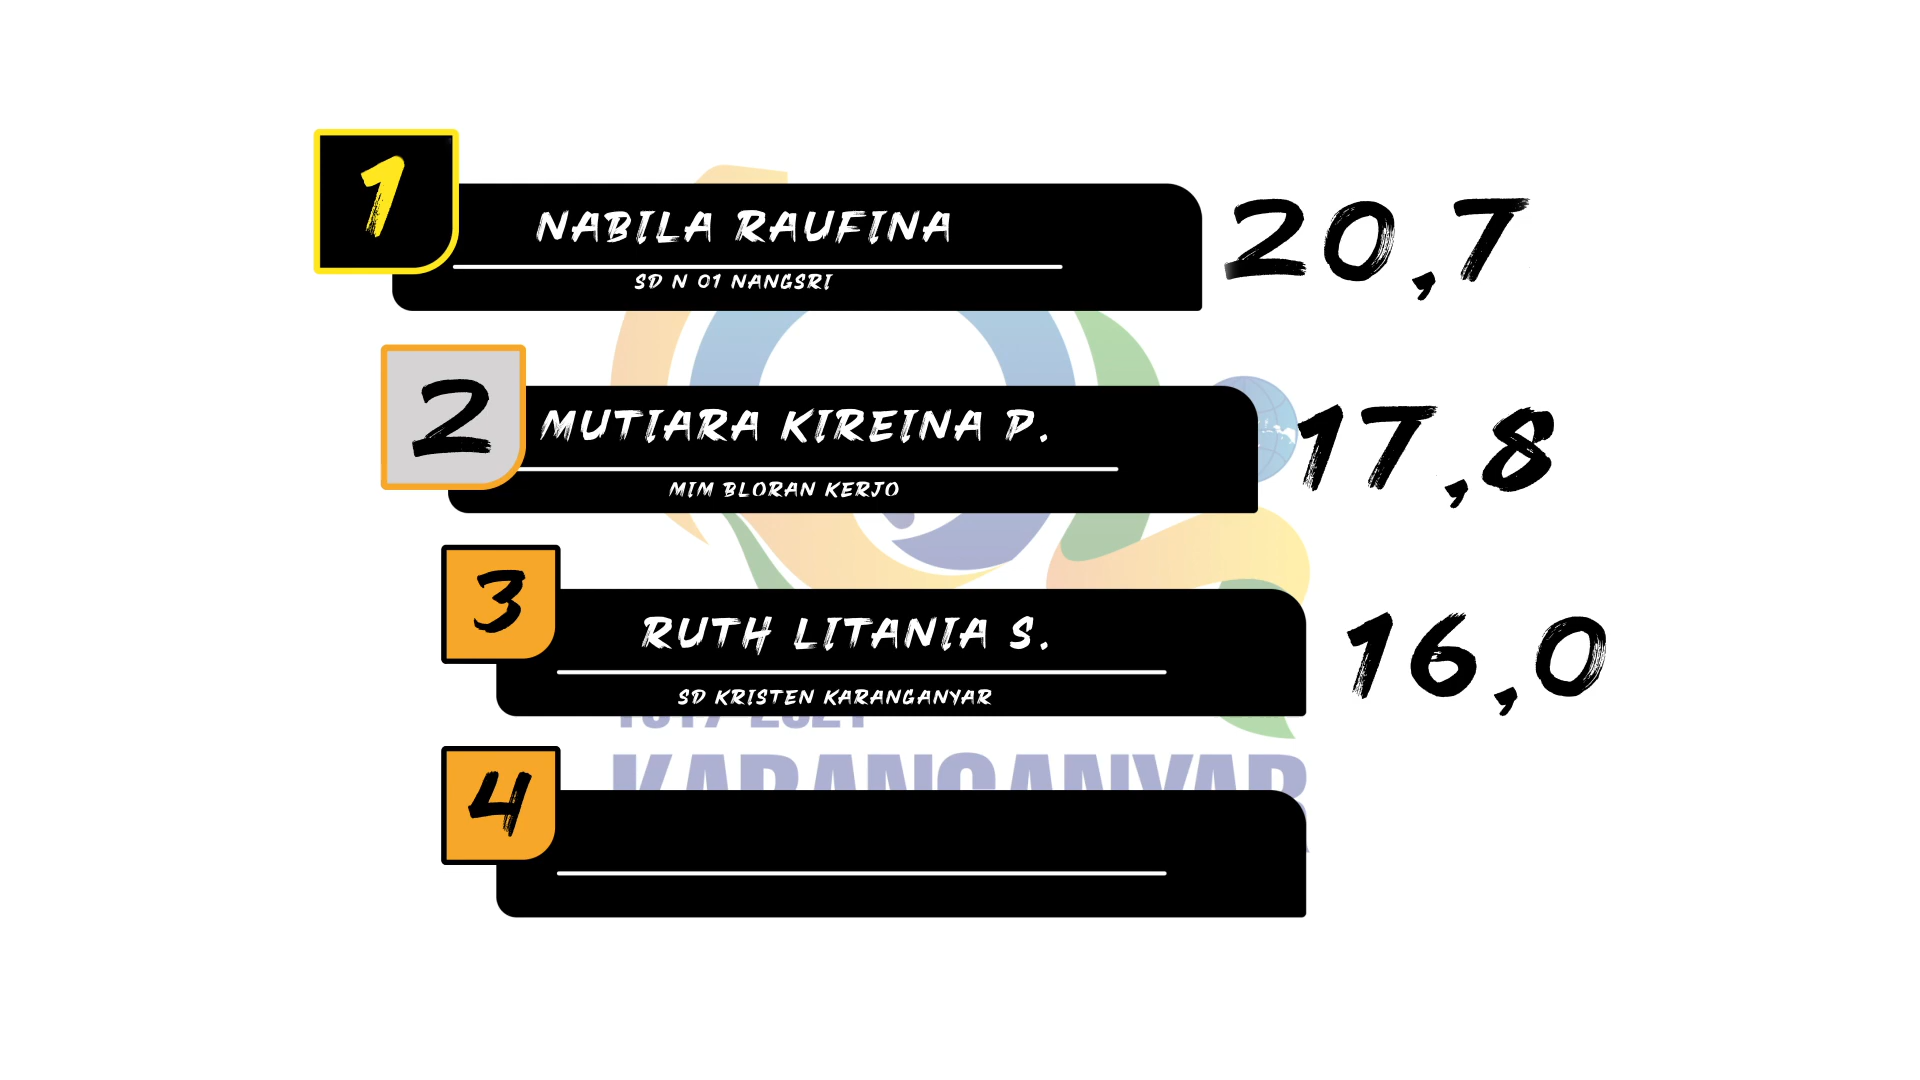 1
NABILA RAUFINA
20,7
SD N 01 NANGSRI
2
MUTIARA KIREINA P.
17,8
MIM BLORAN KERJO
3
RUTH LITANIA S.
16,0
SD KRISTEN KARANGANYAR
KARANGANYAR
4